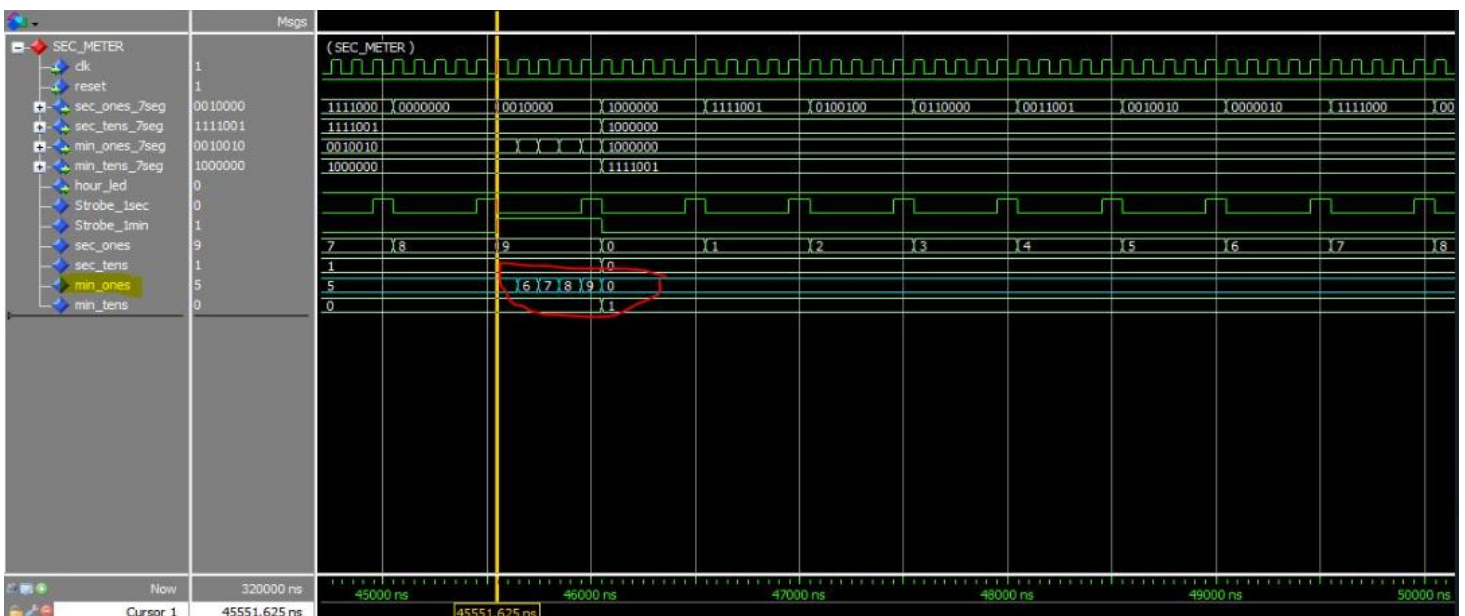 Msgs
SEC_METER ( SEC_METER )
clk 1
reset 1
sec_ones_7seg 0010000 1111000 0000000 0010000 1000000 1111001 0100100 0110000 0011001 0010010 0000010 1111000 00
sec_tens_7seg 1111001 1111001 1000000
min_ones_7seg 0010010 0010010 1000000
min_tens_7seg 1000000 1000000 1111001
hour_led 0
Strobe_1sec 0
Strobe_1min 1
sec_ones 9 7 8 9 0 1 2 3 4 5 6 7 8
sec_tens 1 1 0
min_ones 5 5 6 7 8 9 0
min_tens 0 0 1
Now 320000 ns 45000 ns 46000 ns 47000 ns 48000 ns 49000 ns 50000 ns
Cursor 1 45551.625 ns 45551.625 ns